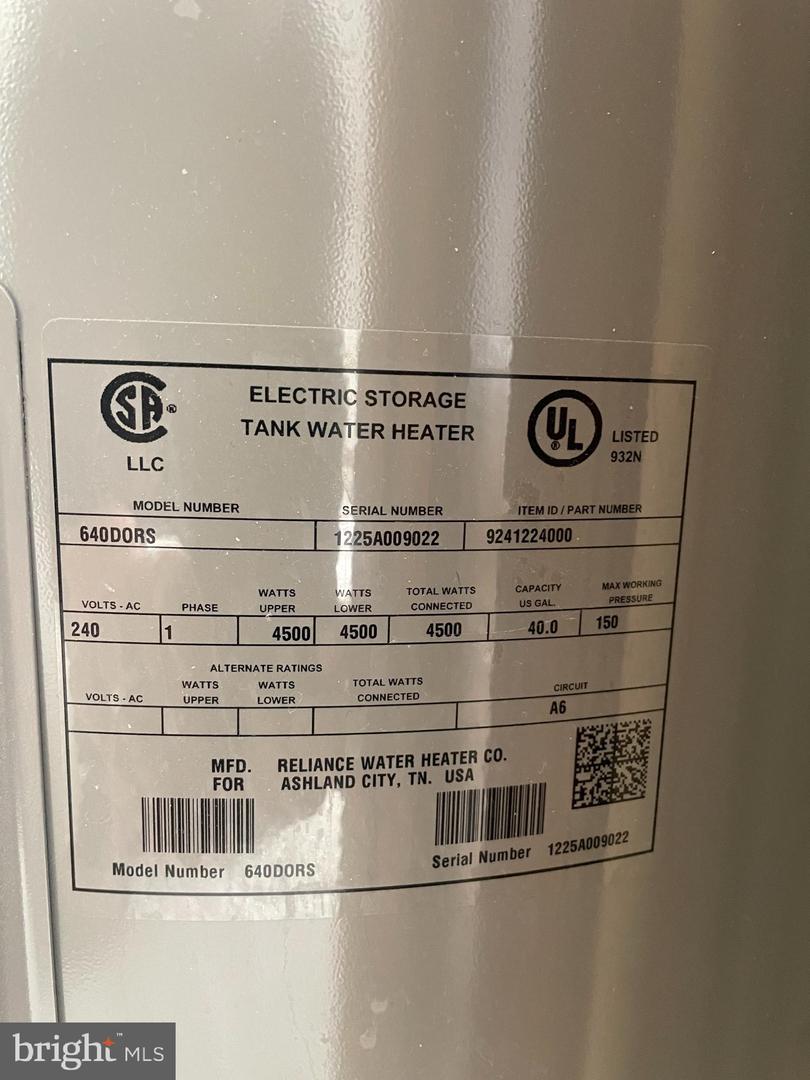 SA ®
LLC
ELECTRIC STORAGE
TANK WATER HEATER
UL ®
LISTED
932N
MODEL NUMBER SERIAL NUMBER ITEM ID / PART NUMBER
640DORS 1225A009022 9241224000
VOLTS - AC PHASE WATTS UPPER WATTS LOWER TOTAL WATTS CONNECTED CAPACITY US GAL. MAX WORKING PRESSURE
240 1 4500 4500 4500 40.0 150
ALTERNATE RATINGS
VOLTS - AC WATTS UPPER WATTS LOWER TOTAL WATTS CONNECTED CIRCUIT
A6
MFD. RELIANCE WATER HEATER CO.
FOR ASHLAND CITY, TN. USA
Model Number 640DORS
Serial Number 1225A009022
bright™ MLS